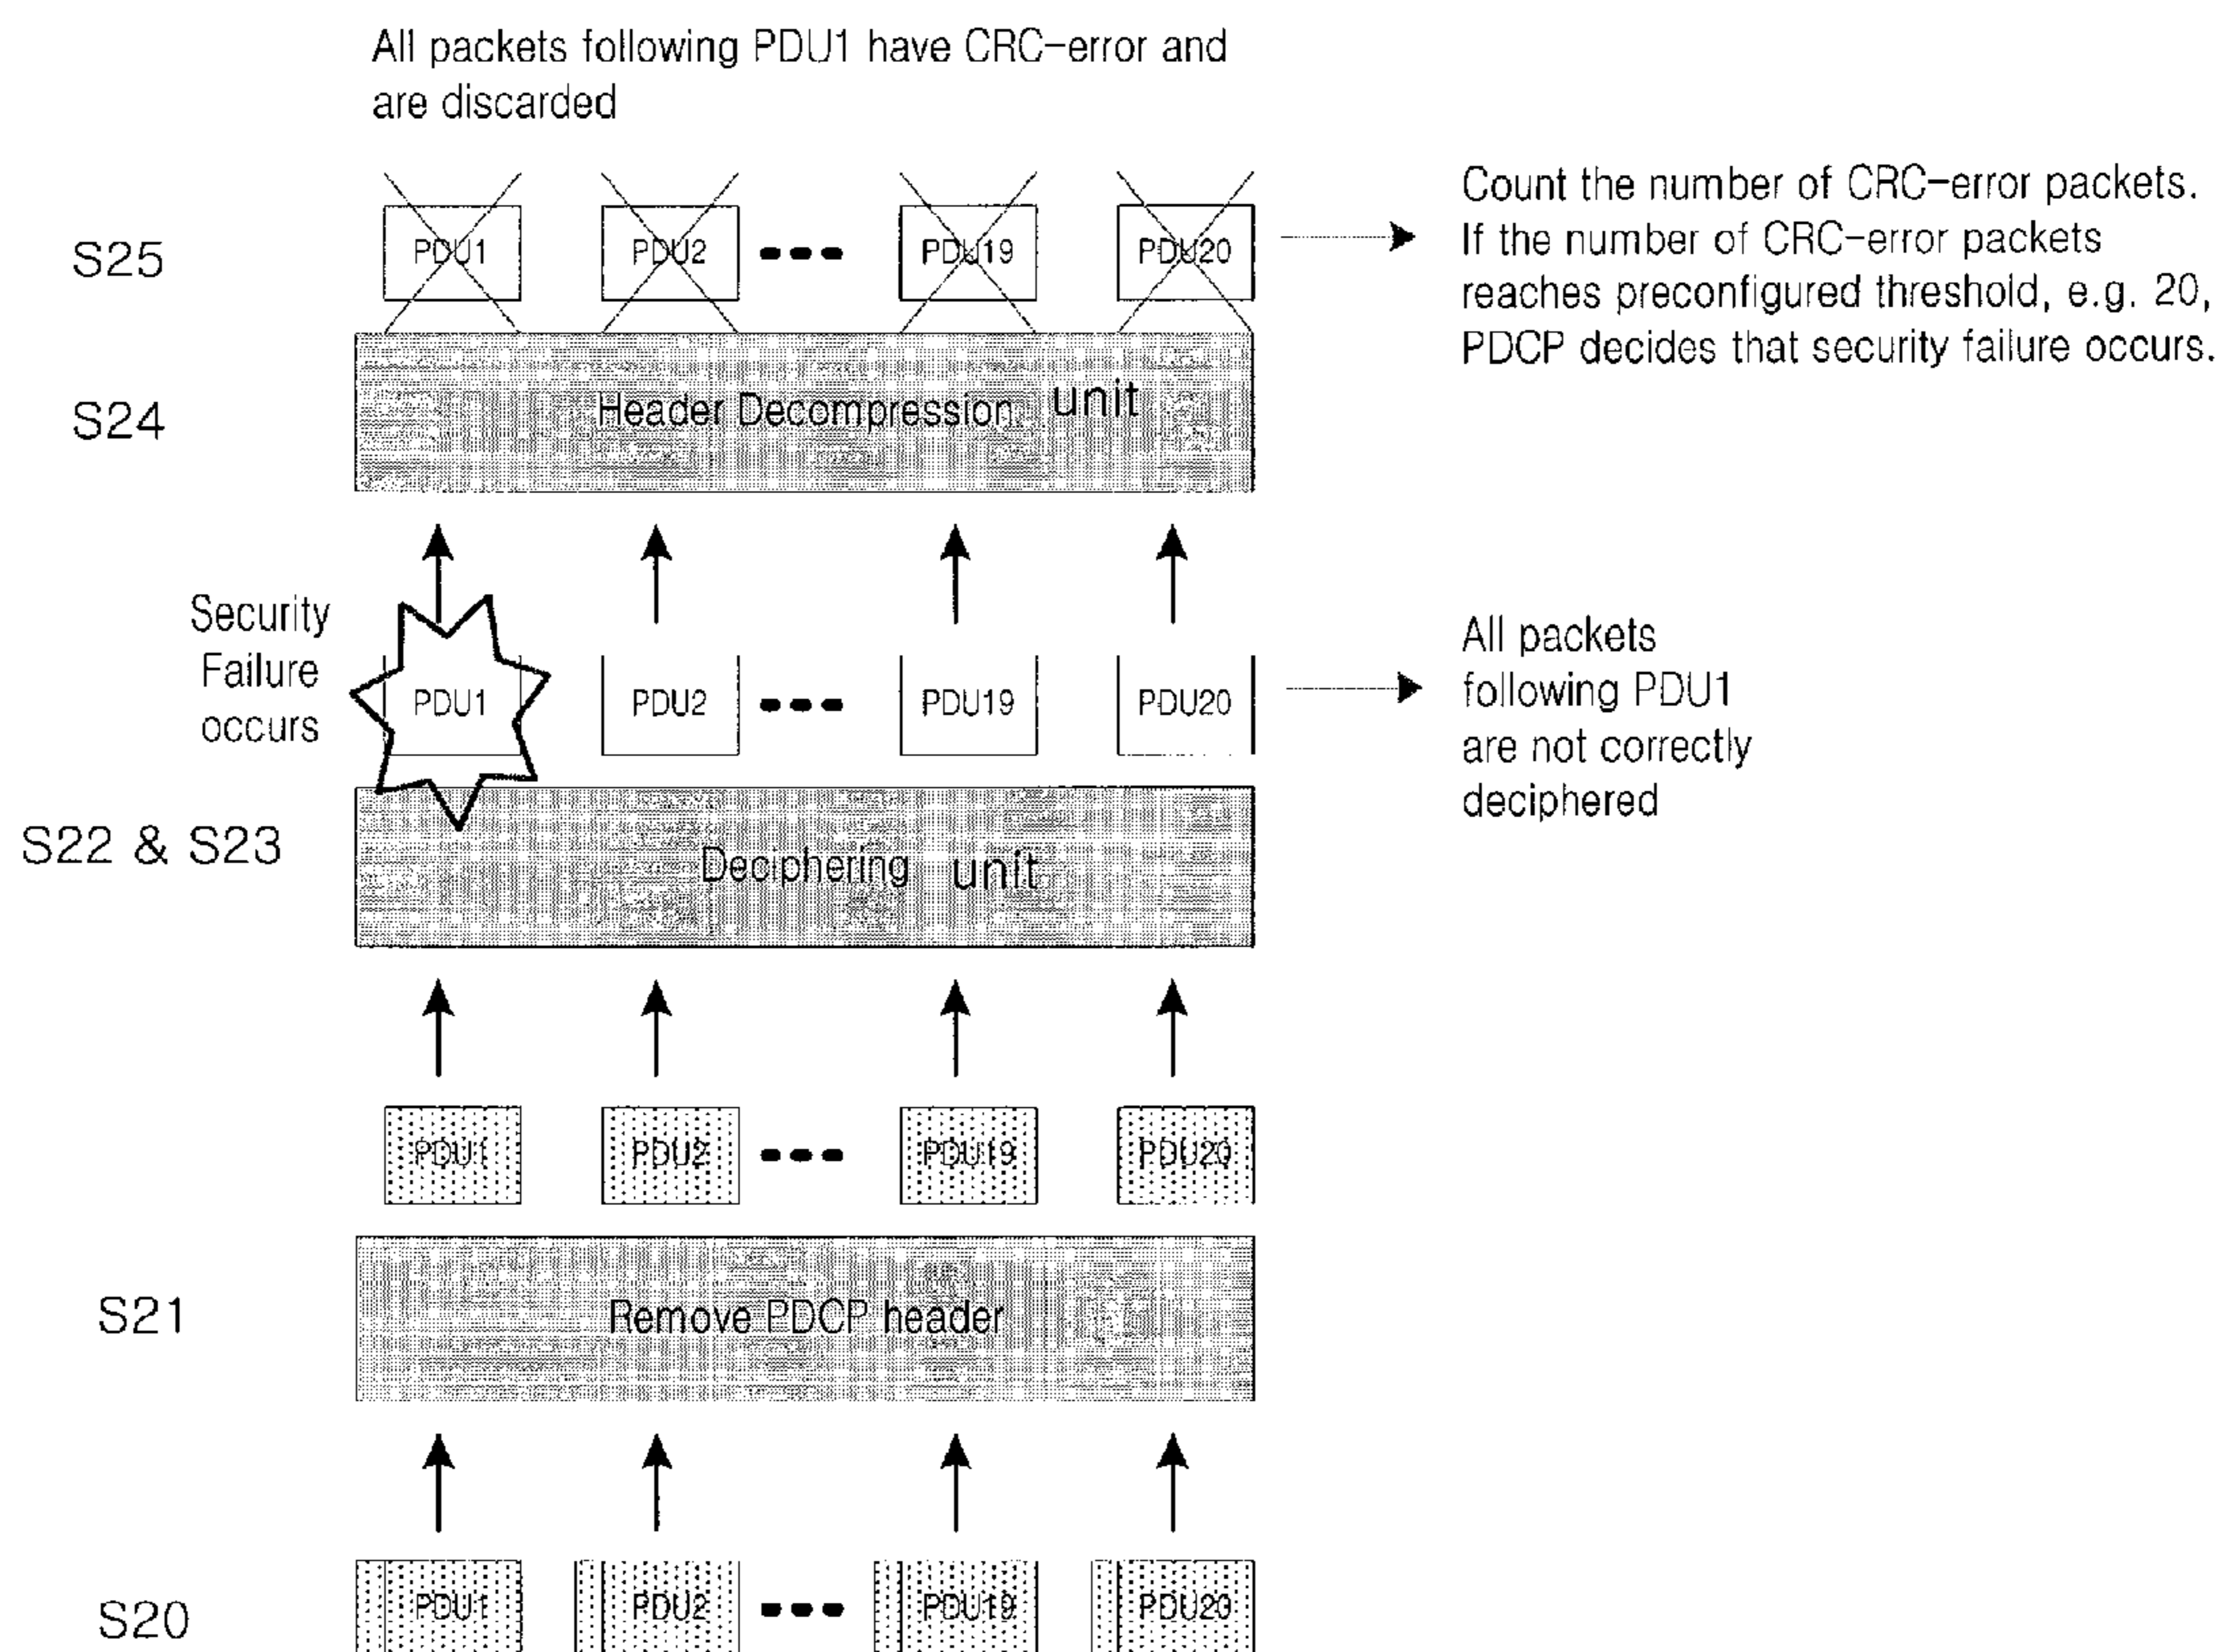 All packets following PDU1 have CRC-error and
are discarded
S25
PDU1
PDU2
PDU19
PDU20
Count the number of CRC-error packets.
If the number of CRC-error packets
reaches preconfigured threshold, e.g. 20,
PDCP decides that security failure occurs.
S24
Header Decompression unit
Security
Failure
occurs
PDU1
PDU2
PDU19
PDU20
All packets
following PDU1
are not correctly
deciphered
S22 & S23
Deciphering unit
PDU1
PDU2
PDU19
PDU20
S21
Remove PDCP header
S20
PDU1
PDU2
PDU19
PDU20